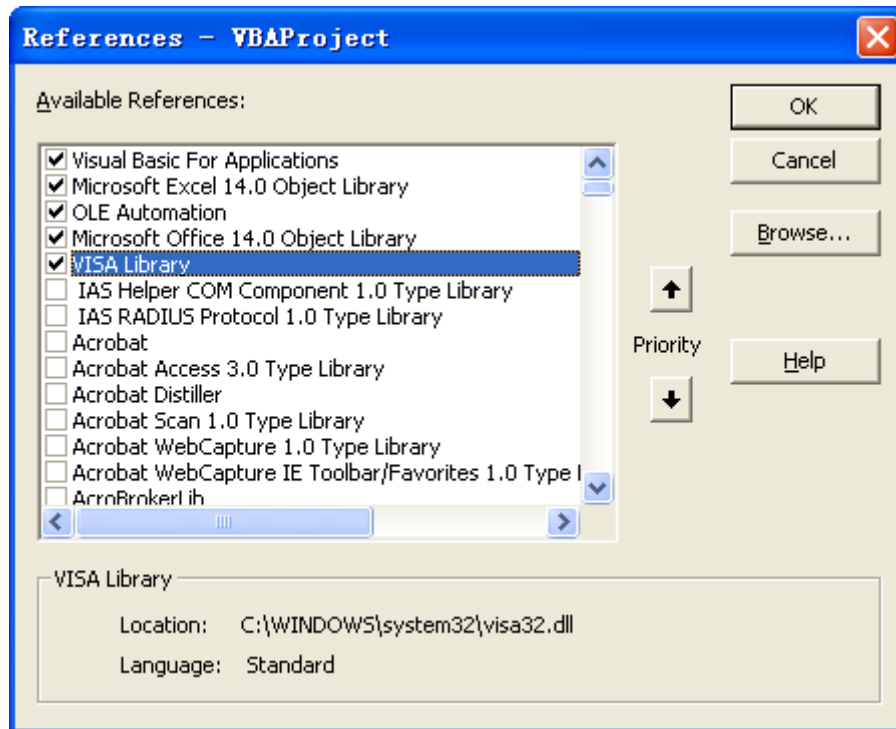 References - VBAProject
Available References:
OK
Cancel
Browse...
Visual Basic For Applications
Microsoft Excel 14.0 Object Library
OLE Automation
Microsoft Office 14.0 Object Library
VISA Library
IAS Helper COM Component 1.0 Type Library
IAS RADIUS Protocol 1.0 Type Library
Acrobat
Acrobat Access 3.0 Type Library
Acrobat Distiller
Acrobat Scan 1.0 Type Library
Acrobat WebCapture 1.0 Type Library
Acrobat WebCapture IE Toolbar/Favorites 1.0 Type
AcroBrokerLib
Priority
Help
VISA Library
Location: C:\WINDOWS\system32\visa32.dll
Language: Standard